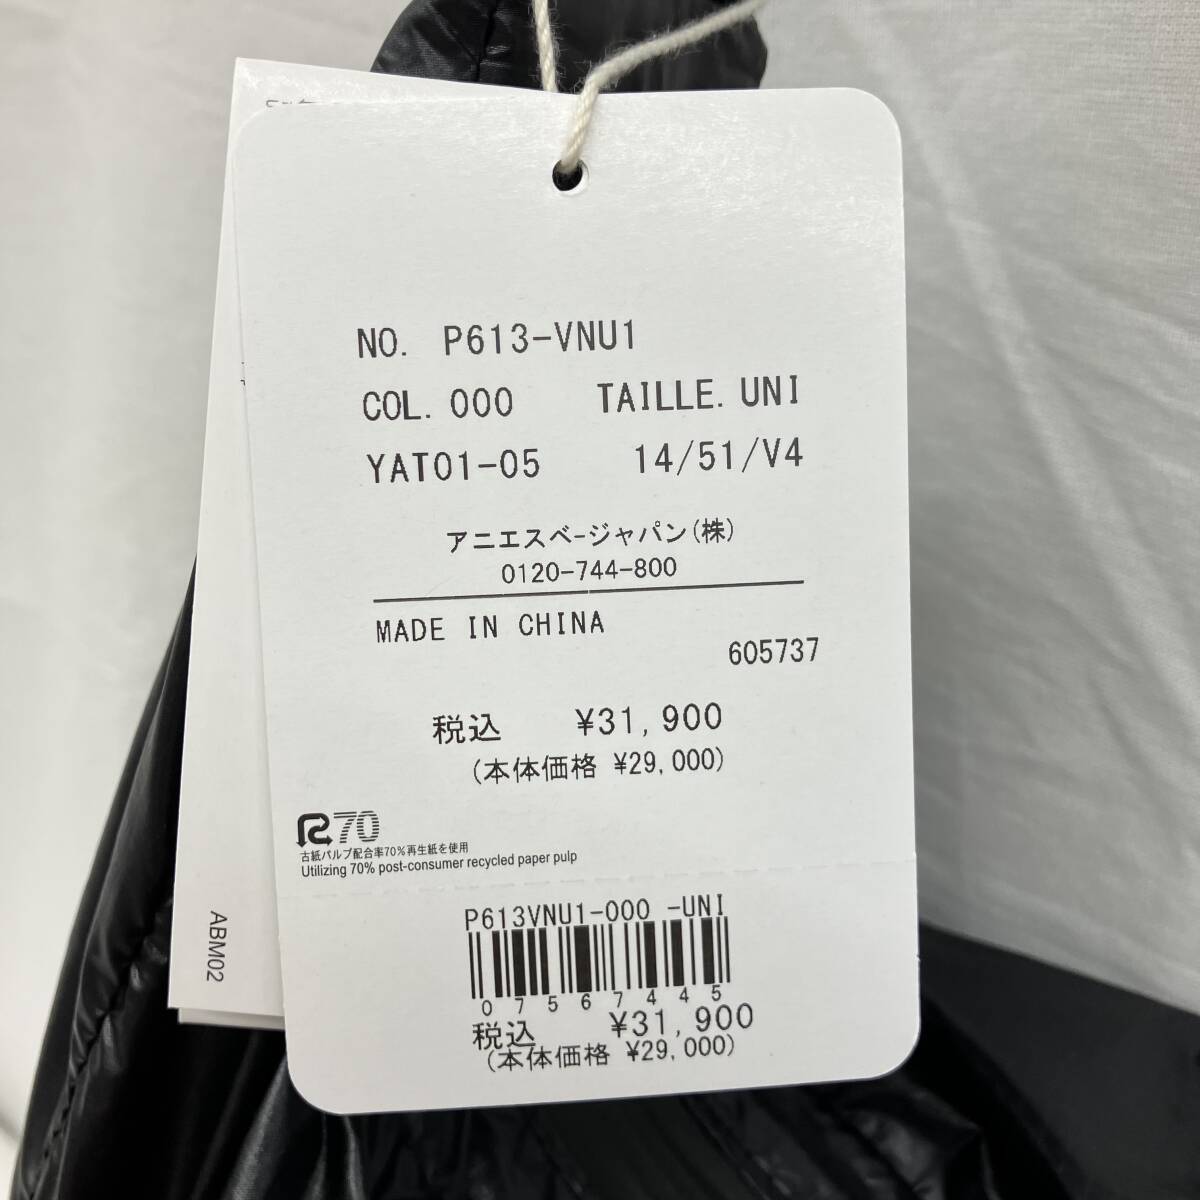 NO. P613-VNU1
COL. 000 TAILLE. UNI
YAT01-05 14/51/V4
アニエスベージャパン(株)
0120-744-800
MADE IN CHINA
605737
税込 ¥31,900
(本体価格 ¥29,000)
R70
古紙パルプ配合率70%再生紙を使用
Utilizing 70% post-consumer recycled paper pulp
P613VNU1-000 -UNI
07567445
税込 ¥31,900
(本体価格 ¥29,000)
ABM02